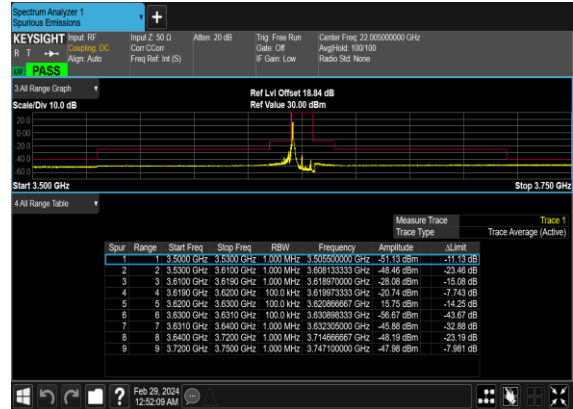 Spectrum Analyzer 1
Spurious Emissions
KEYSIGHT Input: RF Input Z: 50 Ω Atten: 20 dB Trig: Free Run Center Freq: 22.005000000 GHz
R T Coupling: DC Corr CCorr Gate: Off Avg|Hold: 100/100
Align: Auto Freq Ref: Int (S) IF Gain: Low Radio Std: None
PASS
3 All Range Graph Ref Lvl Offset 18.84 dB
Scale/Div 10.0 dB Ref Value 30.00 dBm
20.0
0.00
-20.0
-40.0
-60.0
Start 3.500 GHz Stop 3.750 GHz
4 All Range Table
Measure Trace Trace 1
Trace Type Trace Average (Active)
Spur Range Start Freq Stop Freq RBW Frequency Amplitude ΔLimit
1 1 3.5000 GHz 3.5300 GHz 1.000 MHz 3.505500000 GHz -51.13 dBm -11.13 dB
2 2 3.5300 GHz 3.6100 GHz 1.000 MHz 3.608133333 GHz -48.46 dBm -23.46 dB
3 3 3.6100 GHz 3.6190 GHz 1.000 MHz 3.618970000 GHz -28.08 dBm -15.08 dB
4 4 3.6190 GHz 3.6200 GHz 100.0 kHz 3.619973333 GHz -20.74 dBm -7.743 dB
5 5 3.6200 GHz 3.6300 GHz 100.0 kHz 3.620866667 GHz 15.75 dBm -14.25 dB
6 6 3.6300 GHz 3.6310 GHz 100.0 kHz 3.630898333 GHz -56.67 dBm -43.67 dB
7 7 3.6310 GHz 3.6400 GHz 1.000 MHz 3.632305000 GHz -45.88 dBm -32.88 dB
8 8 3.6400 GHz 3.7200 GHz 1.000 MHz 3.714666667 GHz -48.19 dBm -23.19 dB
9 9 3.7200 GHz 3.7500 GHz 1.000 MHz 3.747100000 GHz -47.98 dBm -7.981 dB
Feb 29, 2024
12:52:09 AM